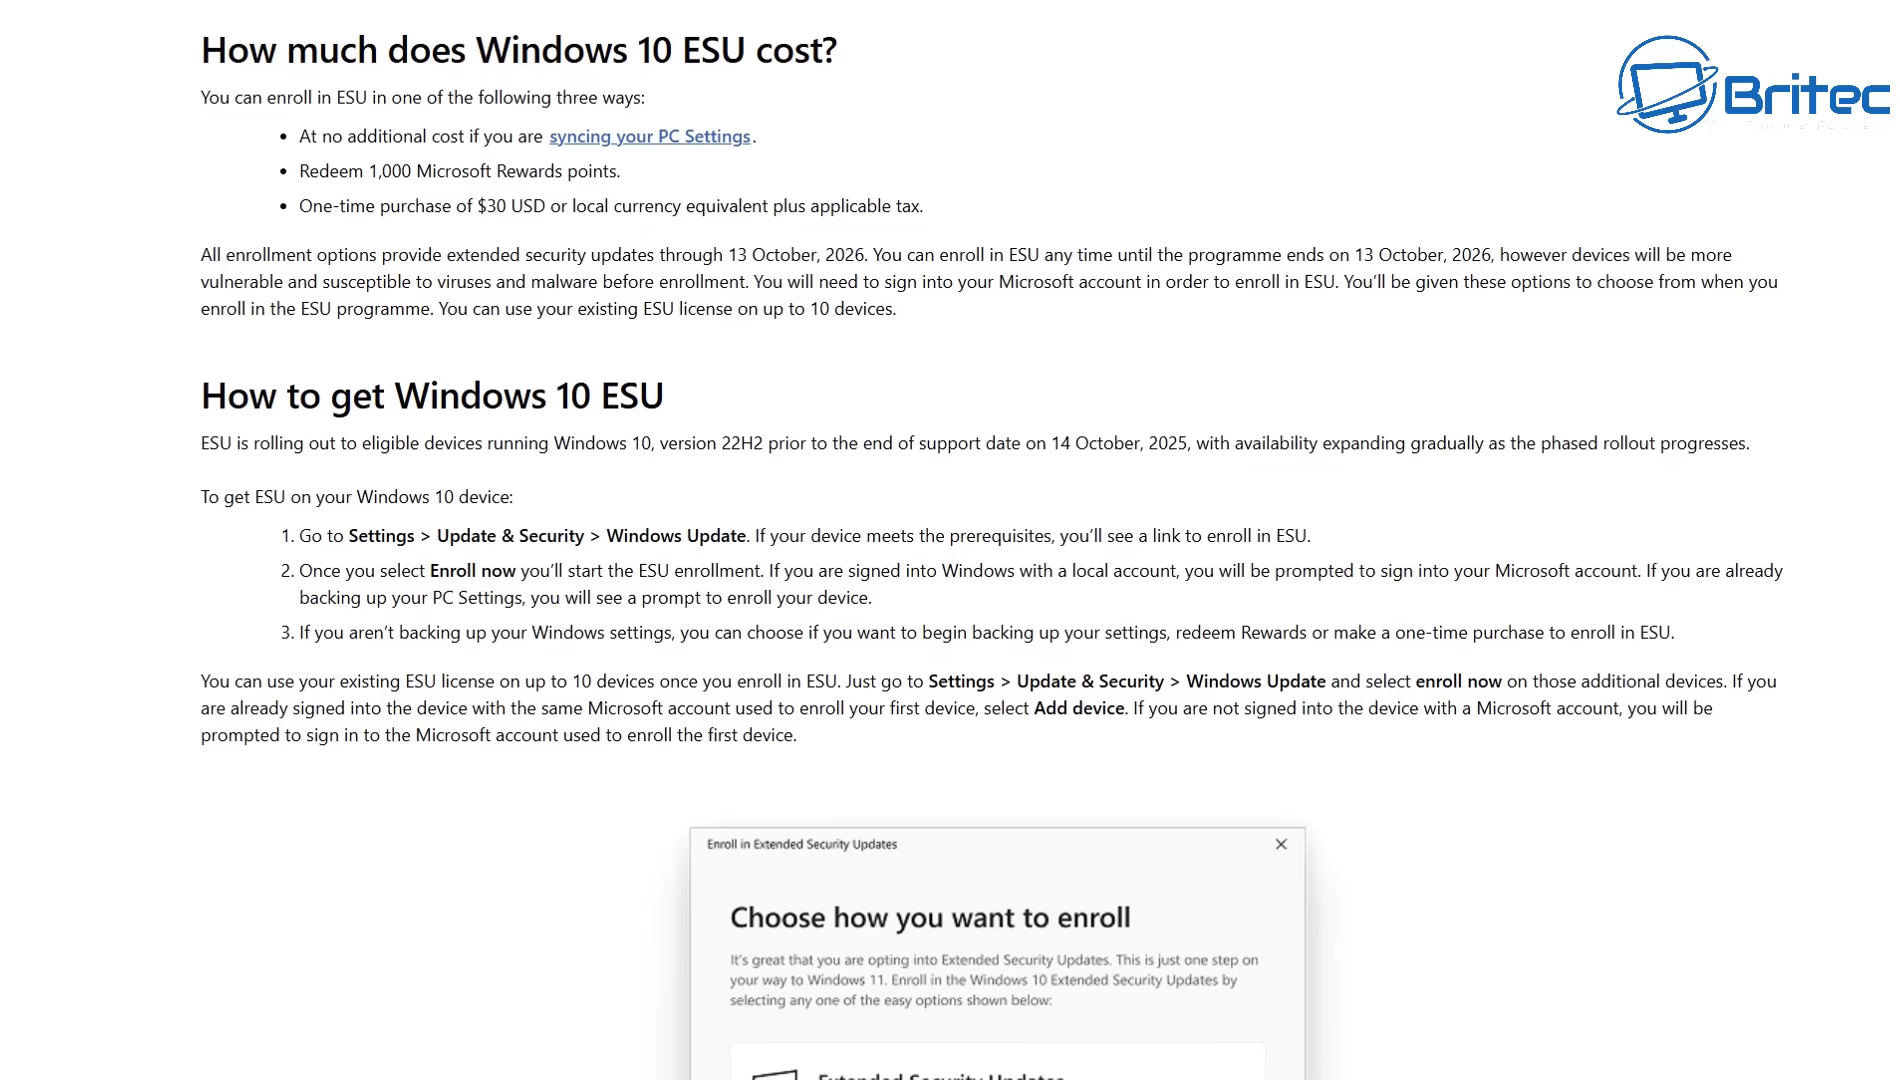 How much does Windows 10 ESU cost?
Britec
You can enroll in ESU in one of the following three ways:
• At no additional cost if you are syncing your PC Settings.
• Redeem 1,000 Microsoft Rewards points.
• One-time purchase of $30 USD or local currency equivalent plus applicable tax.
All enrollment options provide extended security updates through 13 October, 2026. You can enroll in ESU any time until the programme ends on 13 October, 2026, however devices will be more
vulnerable and susceptible to viruses and malware before enrollment. You will need to sign into your Microsoft account in order to enroll in ESU. You’ll be given these options to choose from when you
enroll in the ESU programme. You can use your existing ESU license on up to 10 devices.
How to get Windows 10 ESU
ESU is rolling out to eligible devices running Windows 10, version 22H2 prior to the end of support date on 14 October, 2025, with availability expanding gradually as the phased rollout progresses.
To get ESU on your Windows 10 device:
1. Go to Settings > Update & Security > Windows Update. If your device meets the prerequisites, you’ll see a link to enroll in ESU.
2. Once you select Enroll now you’ll start the ESU enrollment. If you are signed into Windows with a local account, you will be prompted to sign into your Microsoft account. If you are already
backing up your PC Settings, you will see a prompt to enroll your device.
3. If you aren’t backing up your Windows settings, you can choose if you want to begin backing up your settings, redeem Rewards or make a one-time purchase to enroll in ESU.
You can use your existing ESU license on up to 10 devices once you enroll in ESU. Just go to Settings > Update & Security > Windows Update and select enroll now on those additional devices. If you
are already signed into the device with the same Microsoft account used to enroll your first device, select Add device. If you are not signed into the device with a Microsoft account, you will be
prompted to sign in to the Microsoft account used to enroll the first device.
Enroll in Extended Security Updates
Choose how you want to enroll
It’s great that you are opting into Extended Security Updates. This is just one step on
your way to Windows 11. Enroll in the Windows 10 Extended Security Updates by
selecting any one of the easy options shown below:
Extended Security Updates